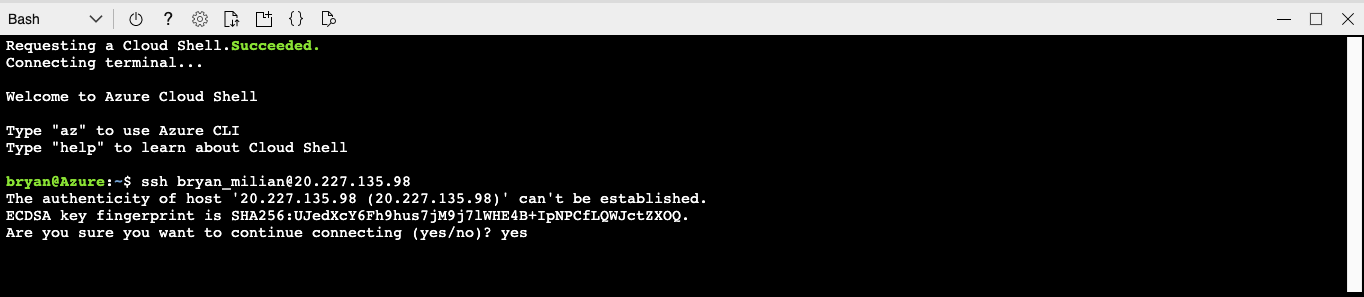 Bash
Requesting a Cloud Shell.Succeeded.
Connecting terminal...
Welcome to Azure Cloud Shell
Type "az" to use Azure CLI
Type "help" to learn about Cloud Shell
bryan@Azure:~$ ssh bryan_milian@20.227.135.98
The authenticity of host '20.227.135.98 (20.227.135.98)' can't be established.
ECDSA key fingerprint is SHA256:UJedXcY6Fh9hus7jM9j7lWHE4B+IpNPCfLQWJctZXOQ.
Are you sure you want to continue connecting (yes/no)? yes